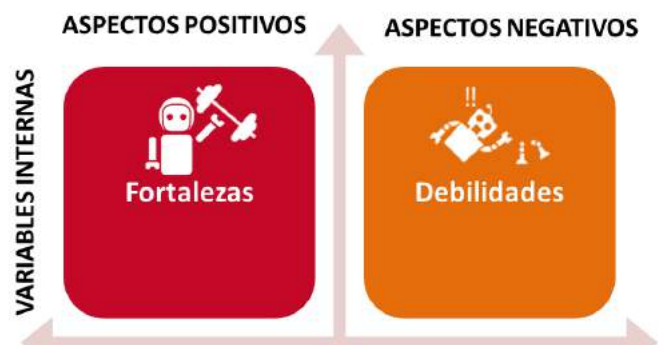 ASPECTOS POSITIVOS
ASPECTOS NEGATIVOS
VARIABLES INTERNAS
!!
Fortalezas
Debilidades